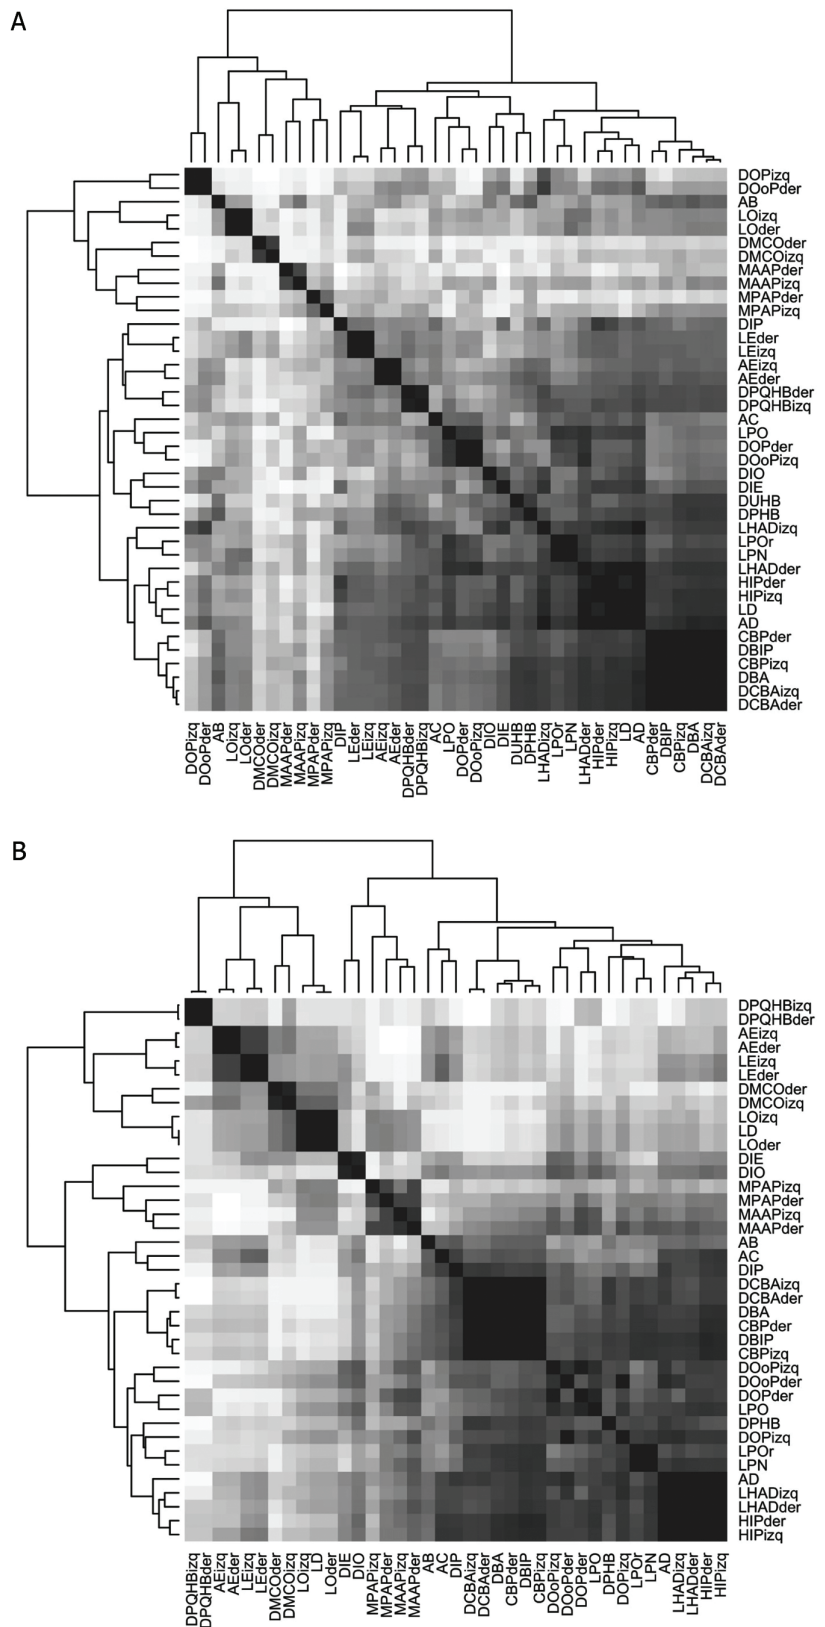 A
DOPizq
DOoPder
AB
LOizq
LOder
DMCOder
DMCOizq
MAAPder
MAAPizq
MPAPder
MPAPizq
DIP
LEder
LEizq
AEizq
AEder
DPQHBder
DPQHBizq
AC
LPO
DOPder
DOoPizq
DIO
DIE
DUHB
DPHB
LHADizq
LPOr
LPN
LHADder
HIPder
HIPizq
LD
AD
CBPder
DBIP
CBPizq
DBA
DCBAizq
DCBAder
DOPizq
DOoPder
AB
LOizq
LOder
DMCOder
DMCOizq
MAAPder
MAAPizq
MPAPder
MPAPizq
DIP
LEder
LEizq
AEizq
AEder
DPQHBder
DPQHBizq
AC
LPO
DOPder
DOoPizq
DIO
DIE
DUHB
DPHB
LHADizq
LPOr
LPN
LHADder
HIPder
HIPizq
LD
AD
CBPder
DBIP
CBPizq
DBA
DCBAizq
DCBAder
B
DPQHBizq
DPQHBder
AEizq
AEder
LEizq
LEder
DMCOder
DMCOizq
LOizq
LD
LOder
DIE
DIO
MPAPizq
MPAPder
MAAPizq
MAAPder
AB
AC
DIP
DCBAizq
DCBAder
DBA
CBPder
DBIP
CBPizq
DOoPizq
DOoPder
DOPder
LPO
DPHB
DOPizq
LPOr
LPN
AD
LHADizq
LHADder
HIPder
HIPizq
DPQHBizq
DPQHBder
AEizq
AEder
LEizq
LEder
DMCOder
DMCOizq
LOizq
LD
LOder
DIE
DIO
MPAPizq
MPAPder
MAAPizq
MAAPder
AB
AC
DIP
DCBAizq
DCBAder
DBA
CBPder
DBIP
CBPizq
DOoPizq
DOoPder
DOPder
LPO
DPHB
DOPizq
LPOr
LPN
AD
LHADizq
LHADder
HIPder
HIPizq